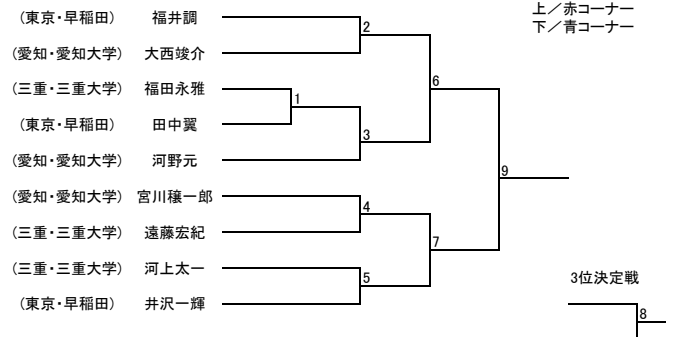 上／赤コーナー
下／青コーナー
(東京・早稲田) 福井調
2
(愛知・愛知大学) 大西竣介
6
(三重・三重大学) 福田永雅
1
(東京・早稲田) 田中翼
3
(愛知・愛知大学) 河野元
9
(愛知・愛知大学) 宮川穣一郎
4
(三重・三重大学) 遠藤宏紀
7
(三重・三重大学) 河上太一
5
3位決定戦
(東京・早稲田) 井沢一輝
8